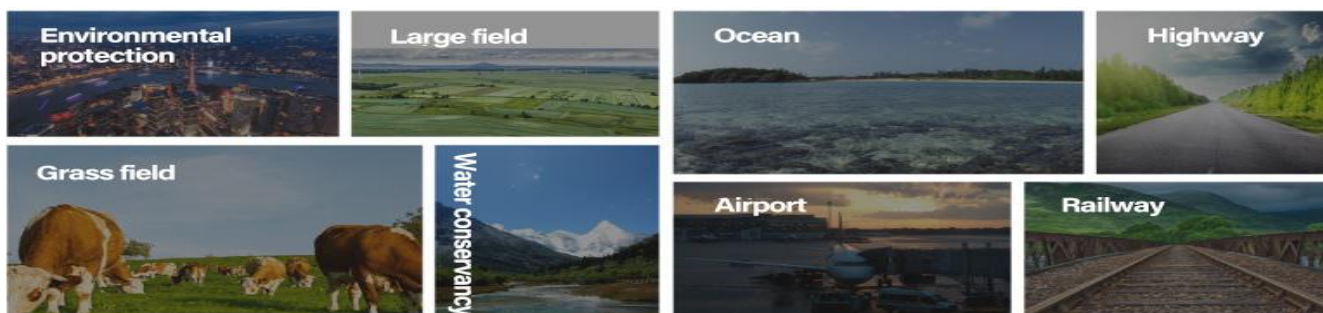 Environmental
protection
Large field
Ocean
Highway
Grass field
Water conservancy
Airport
Railway